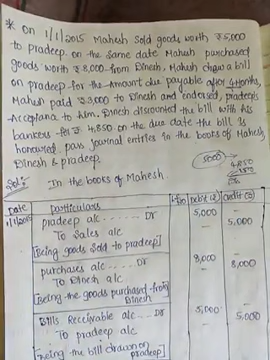 * On 1/1/2015 Mahesh Sold goods worth ₹5,000
to pradeep. on the same date Mahesh purchased
goods worth ₹8,000 from Dinesh. Mahesh drawn a bill
on pradeep for the Amount due payable after 4 Months,
Mahesh paid ₹3,000 to Dinesh and endorsed pradeep's
Acceptance to him. Dinesh discounted the bill with his
bankers for ₹ 4,850 on the due date the bill is
honoured. pass journal entries in the books of Mahesh,
Dinesh & pradeep.
5000
4,850
150
Sol:- In the books of Mahesh
Date particulars debit(₹) credit(₹)
1/1/2015 pradeep a/c ....... Dr 5,000 -
To Sales a/c - 5,000
[Being goods Sold to pradeep]
purchases a/c ... Dr 8,000 -
To Dinesh a/c - 8,000
[Being the goods purchased from
Dinesh]
Bills Receivable a/c ... Dr 5,000 -
To pradeep a/c - 5,000
[Being the bill drawn on
pradeep]